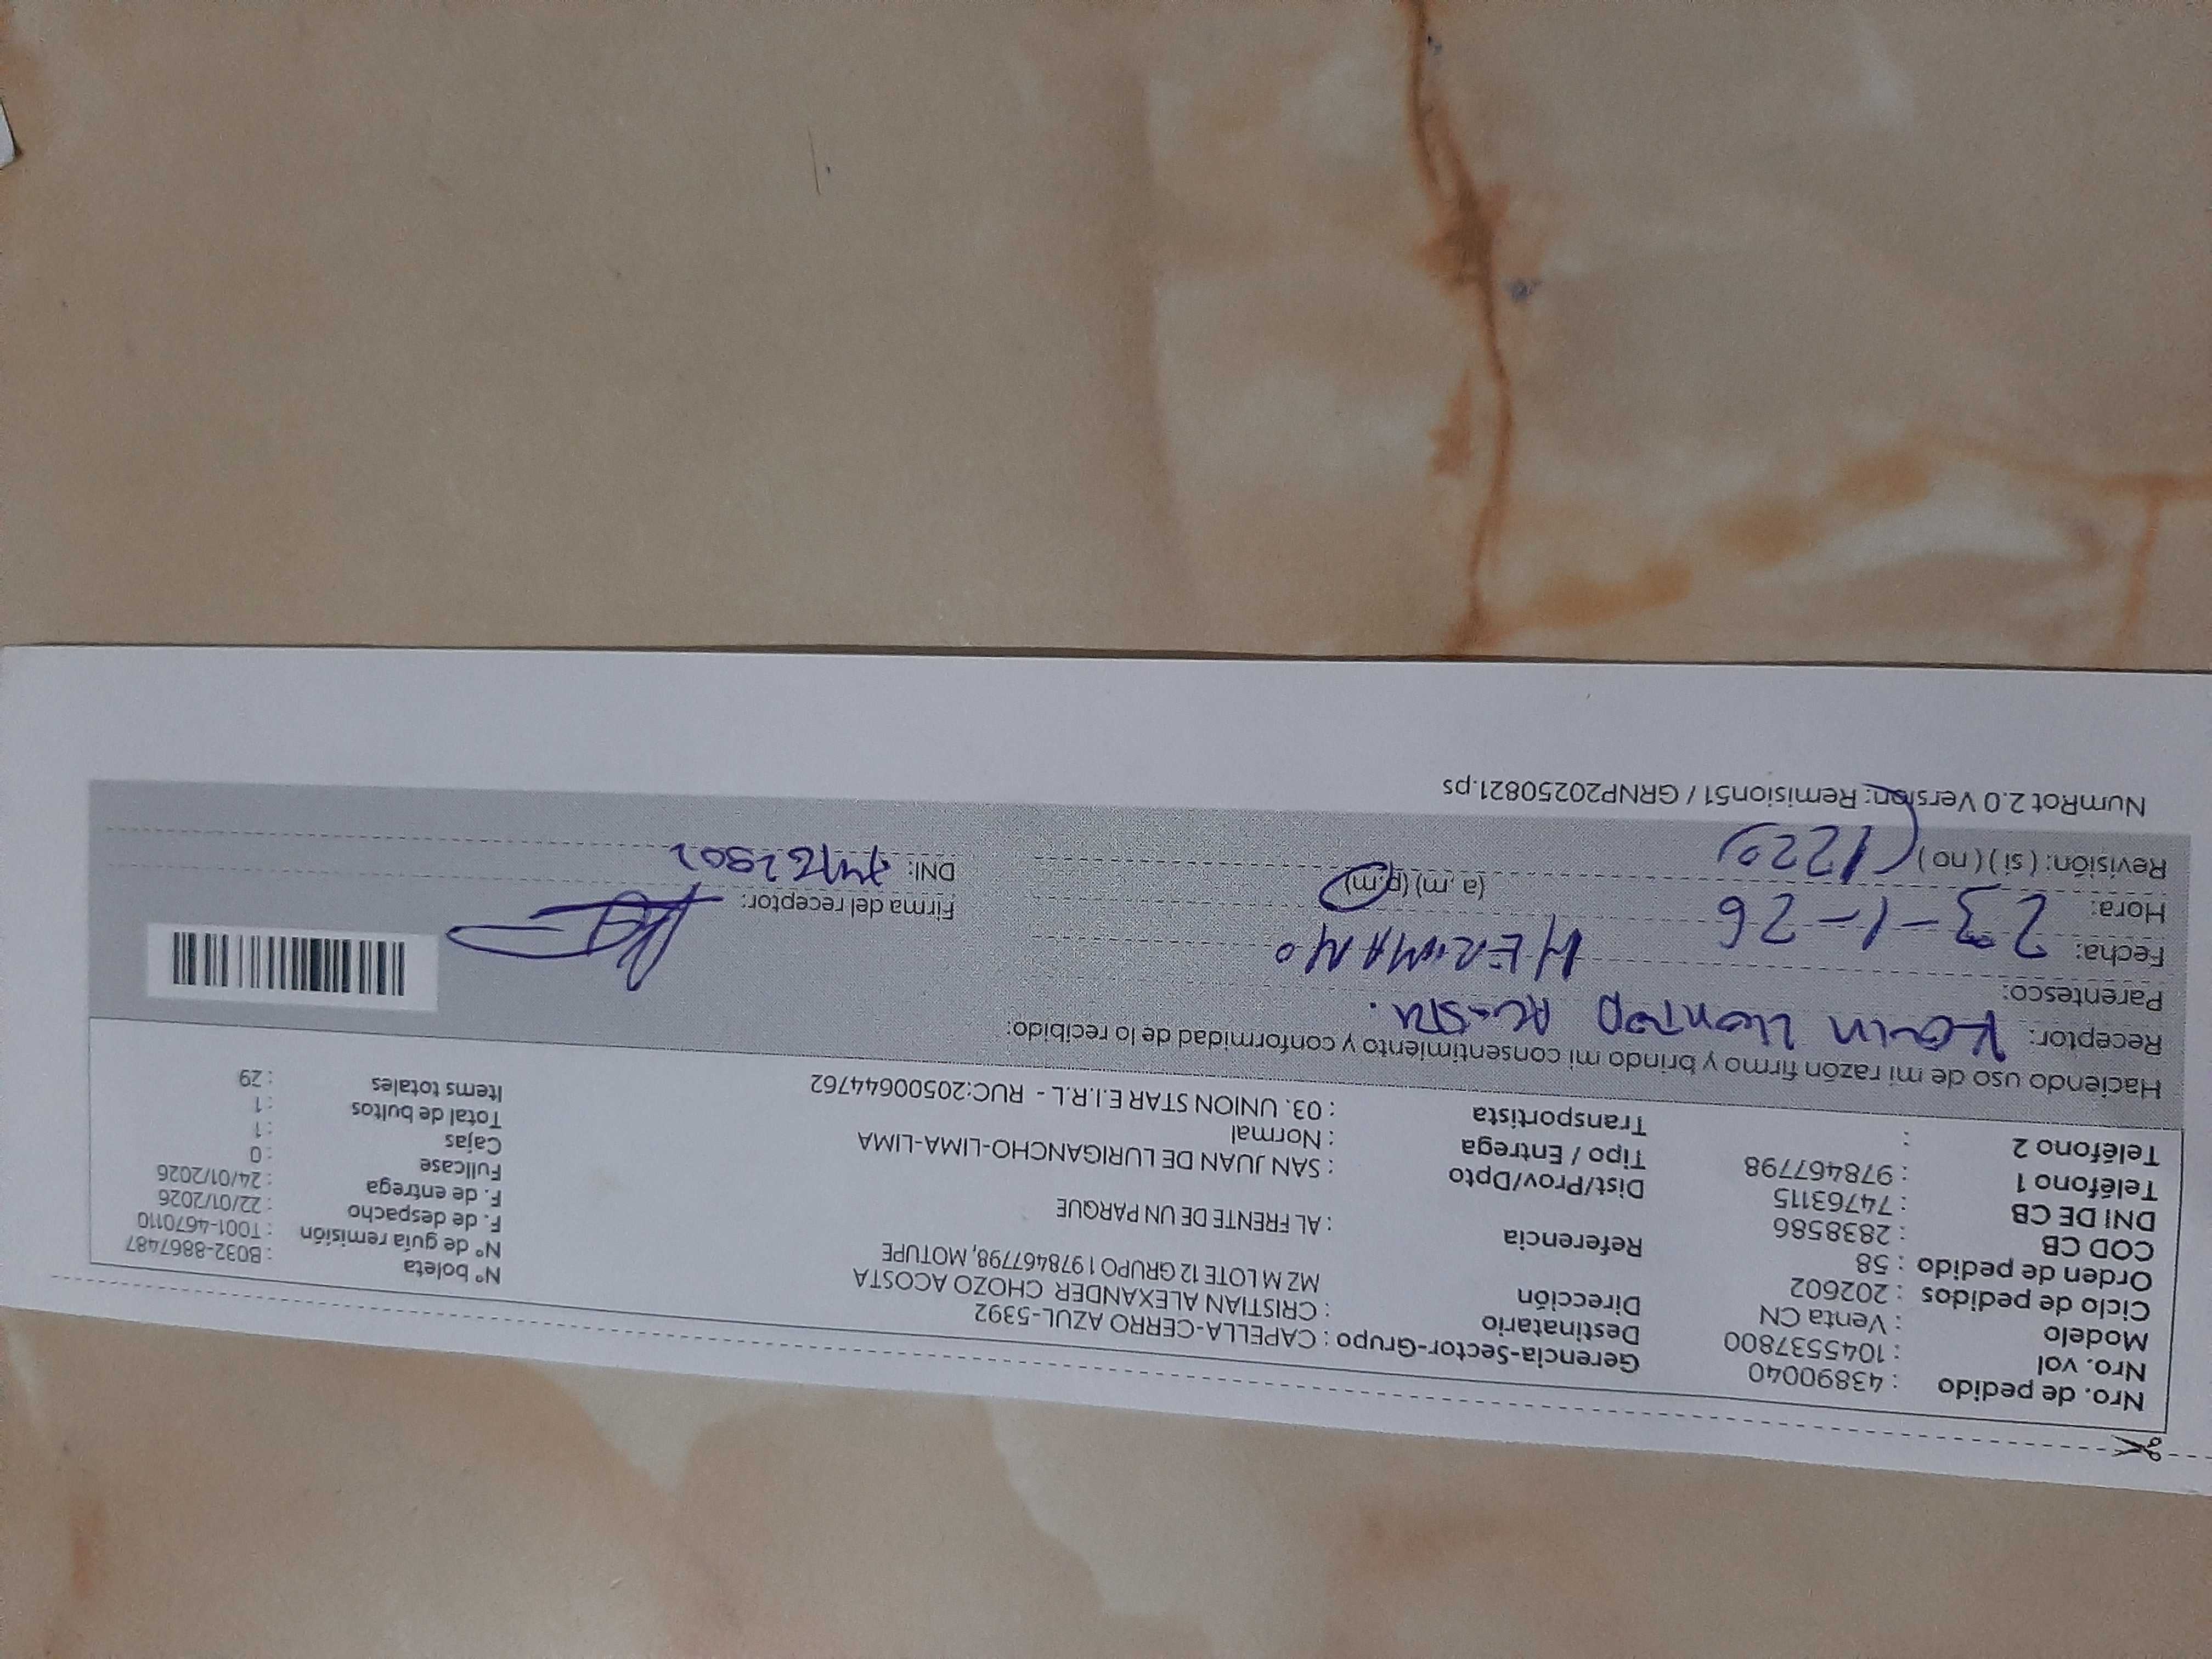 Nro. de pedido : 43890040 Gerencia-Sector-Grupo : CAPELLA-CERRO AZUL-5392 N° boleta : B032-8867487
Nro. vol : 1045537800 Destinatario : CRISTIAN ALEXANDER CHOZO ACOSTA N° de guía remisión : T001-4670110
Modelo : Venta CN Dirección MZ M LOTE 12 GRUPO 1 978467798, MOTUPE F. de despacho : 22/01/2026
Ciclo de pedidos : 202602 F. de entrega : 24/01/2026
Orden de pedido : 58 Referencia : AL FRENTE DE UN PARQUE Fullcase : 0
COD CB : 2838586 Cajas : 1
DNI DE CB : 74763115 Dist/Prov/Dpto : SAN JUAN DE LURIGANCHO-LIMA-LIMA Total de bultos : 1
Teléfono 1 : 978467798 Tipo / Entrega : Normal Items totales : 29
Teléfono 2 : Transportista : 03. UNION STAR E.I.R.L - RUC:20500644762
Haciendo uso de mi razón firmo y brindo mi consentimiento y conformidad de lo recibido:
Receptor: Kevin
Parentesco: HERMANO
Fecha: 23-1-26 Firma del receptor:
Hora: 1220 (a. m.) (p.m) DNI:
Revisión: ( si ) ( no )
NumRot 2.0 Version: Remision51 / GRNP20250821.ps